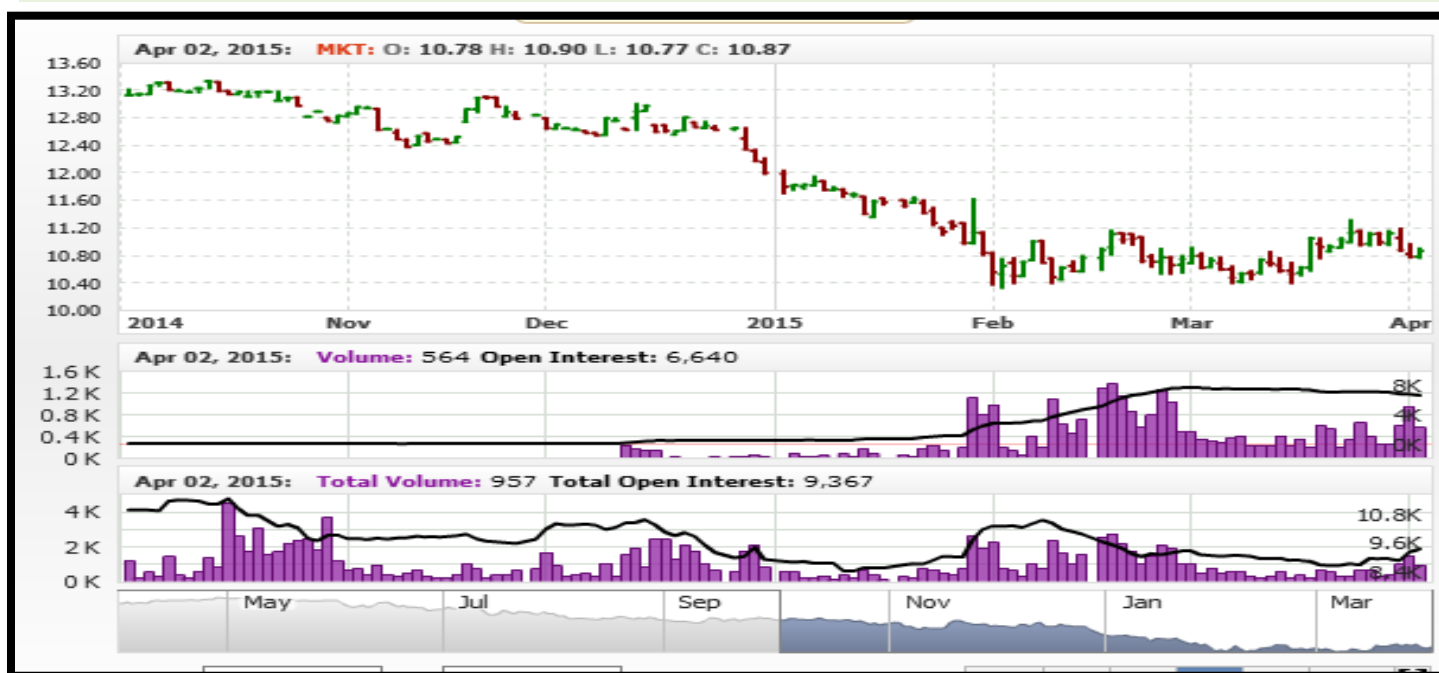 Apr 02, 2015: MKT: O: 10.78 H: 10.90 L: 10.77 C: 10.87
13.60
13.20
12.80
12.40
12.00
11.60
11.20
10.80
10.40
10.00
2014 Nov Dec 2015 Feb Mar Apr
Apr 02, 2015: Volume: 564 Open Interest: 6,640
1.6 K
1.2 K 8K
0.8 K 4K
0.4 K 0K
0 K
Apr 02, 2015: Total Volume: 957 Total Open Interest: 9,367
4 K 10.8K
2 K 9.6K
0 K 8.4K
May Jul Sep Nov Jan Mar